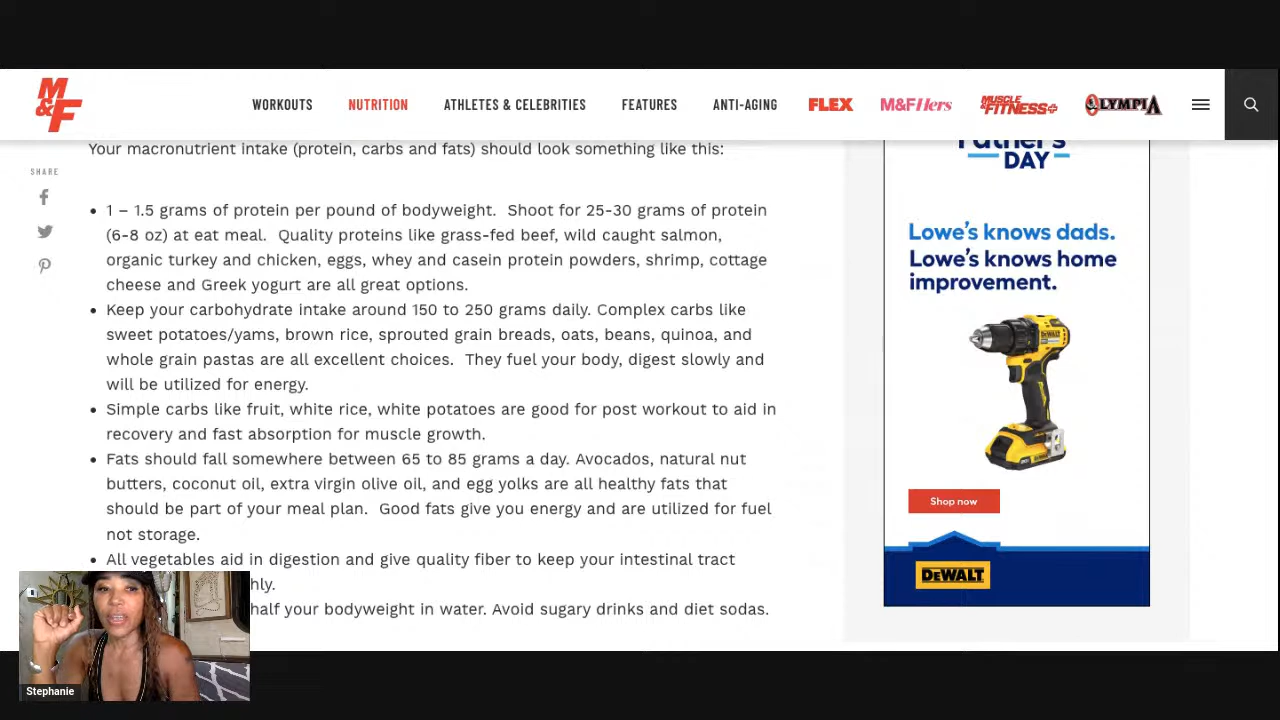 M&F
WORKOUTS
NUTRITION
ATHLETES & CELEBRITIES
FEATURES
ANTI-AGING
FLEX
M&F Hers
MUSCLE & FITNESS+
OLYMPIA
SHARE
Your macronutrient intake (protein, carbs and fats) should look something like this:
• 1 – 1.5 grams of protein per pound of bodyweight.  Shoot for 25-30 grams of protein
(6-8 oz) at eat meal.  Quality proteins like grass-fed beef, wild caught salmon,
organic turkey and chicken, eggs, whey and casein protein powders, shrimp, cottage
cheese and Greek yogurt are all great options.
• Keep your carbohydrate intake around 150 to 250 grams daily. Complex carbs like
sweet potatoes/yams, brown rice, sprouted grain breads, oats, beans, quinoa, and
whole grain pastas are all excellent choices.  They fuel your body, digest slowly and
will be utilized for energy.
• Simple carbs like fruit, white rice, white potatoes are good for post workout to aid in
recovery and fast absorption for muscle growth.
• Fats should fall somewhere between 65 to 85 grams a day. Avocados, natural nut
butters, coconut oil, extra virgin olive oil, and egg yolks are all healthy fats that
should be part of your meal plan.  Good fats give you energy and are utilized for fuel
not storage.
• All vegetables aid in digestion and give quality fiber to keep your intestinal tract
hly.
half your bodyweight in water. Avoid sugary drinks and diet sodas.
Father's
DAY
Lowe's knows dads.
Lowe's knows home
improvement.
DEWALT
Shop now
DEWALT
Stephanie